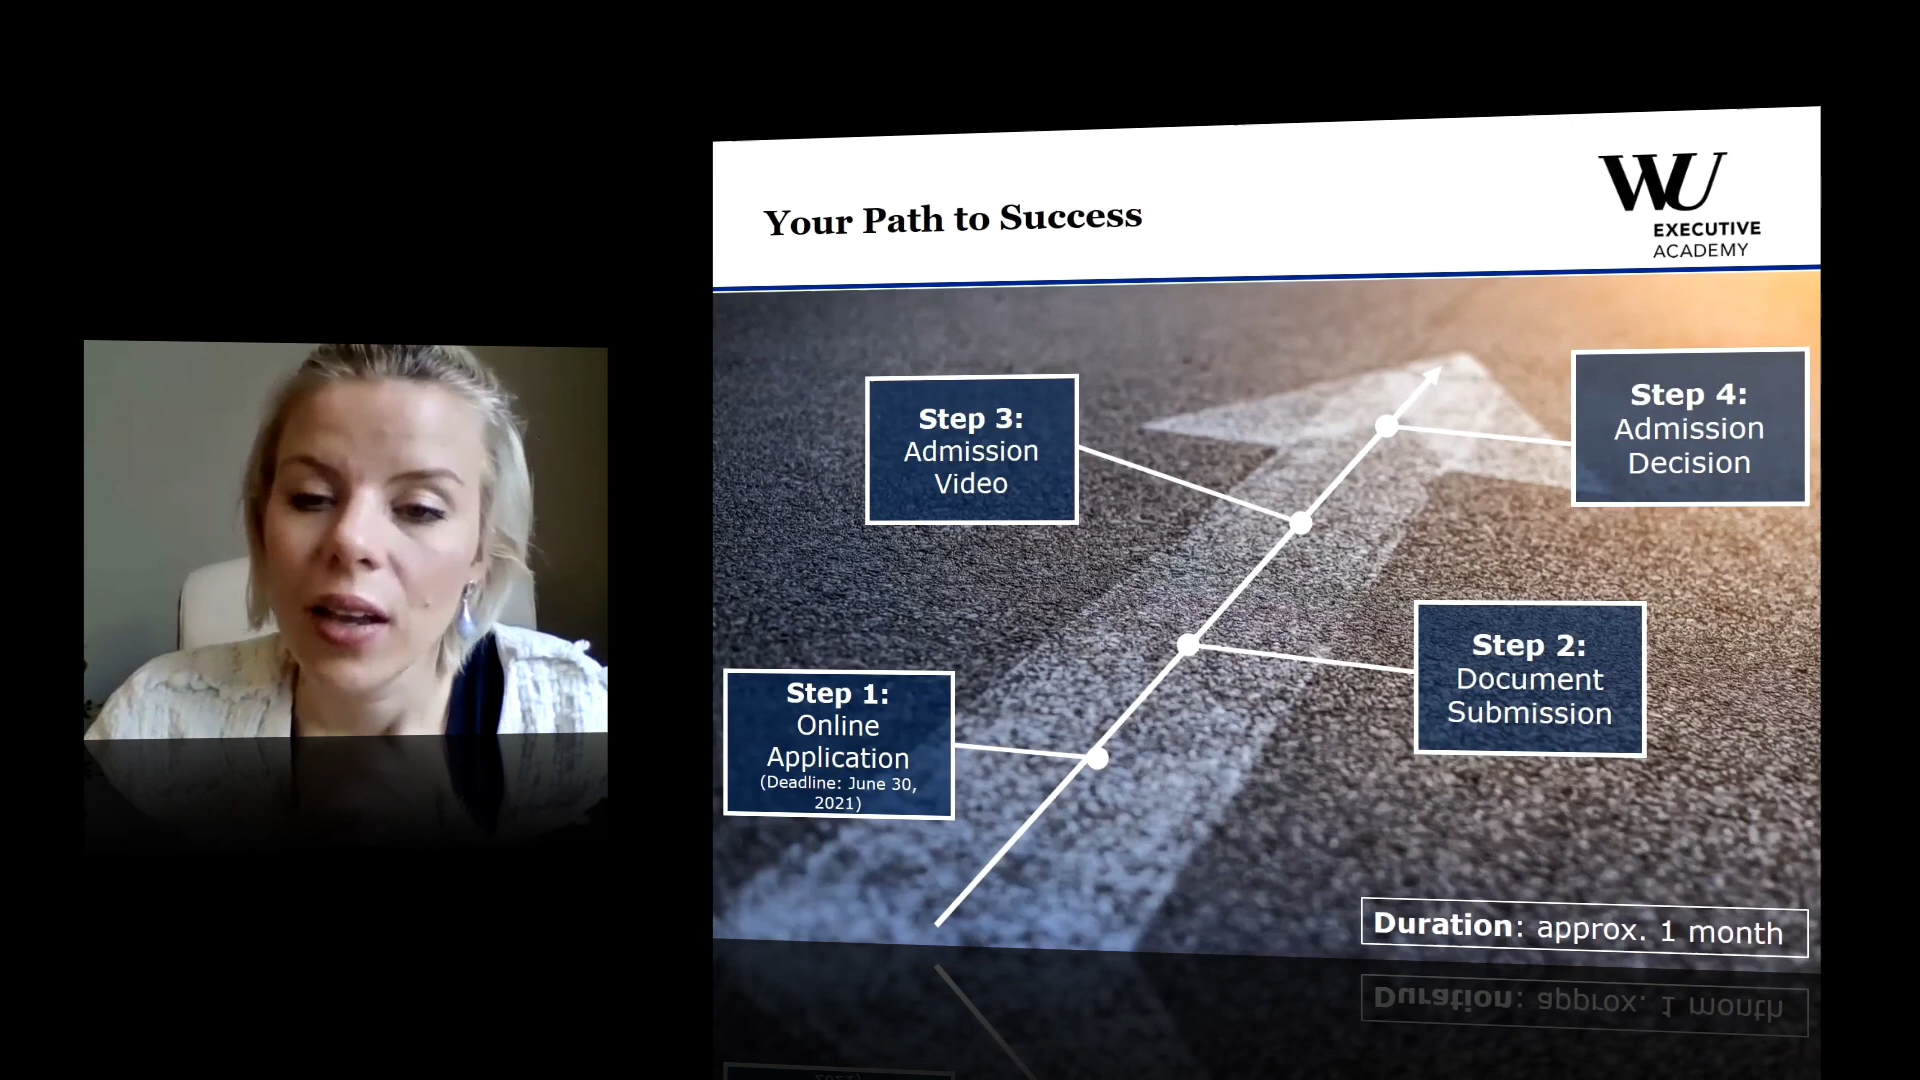 Your Path to Success
WU
EXECUTIVE
ACADEMY
Step 3:
Admission
Video
Step 4:
Admission
Decision
Step 2:
Document
Submission
Step 1:
Online
Application
(Deadline: June 30,
2021)
Duration: approx. 1 month